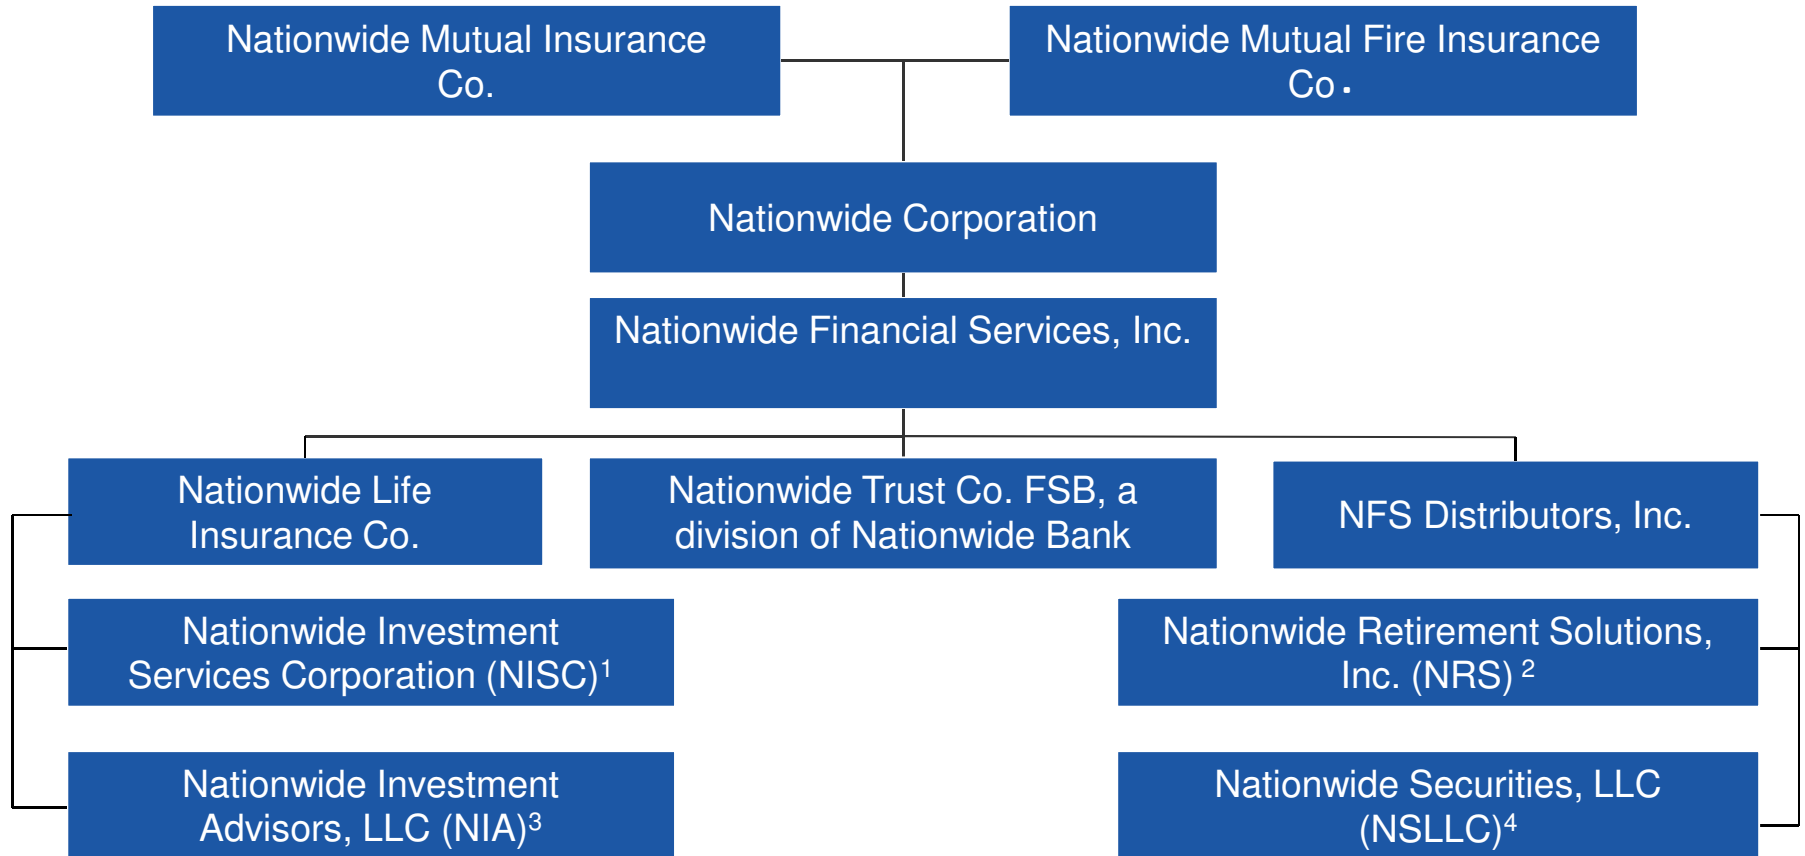 Nationwide Mutual Insurance
Co.
Nationwide Mutual Fire Insurance
Co.
Nationwide Corporation
Nationwide Financial Services, Inc.
Nationwide Life
Insurance Co.
Nationwide Trust Co. FSB, a
division of Nationwide Bank
NFS Distributors, Inc.
Nationwide Investment
Services Corporation (NISC)¹
Nationwide Retirement Solutions,
Inc. (NRS) ²
Nationwide Investment
Advisors, LLC (NIA)³
Nationwide Securities, LLC
(NSLLC)⁴